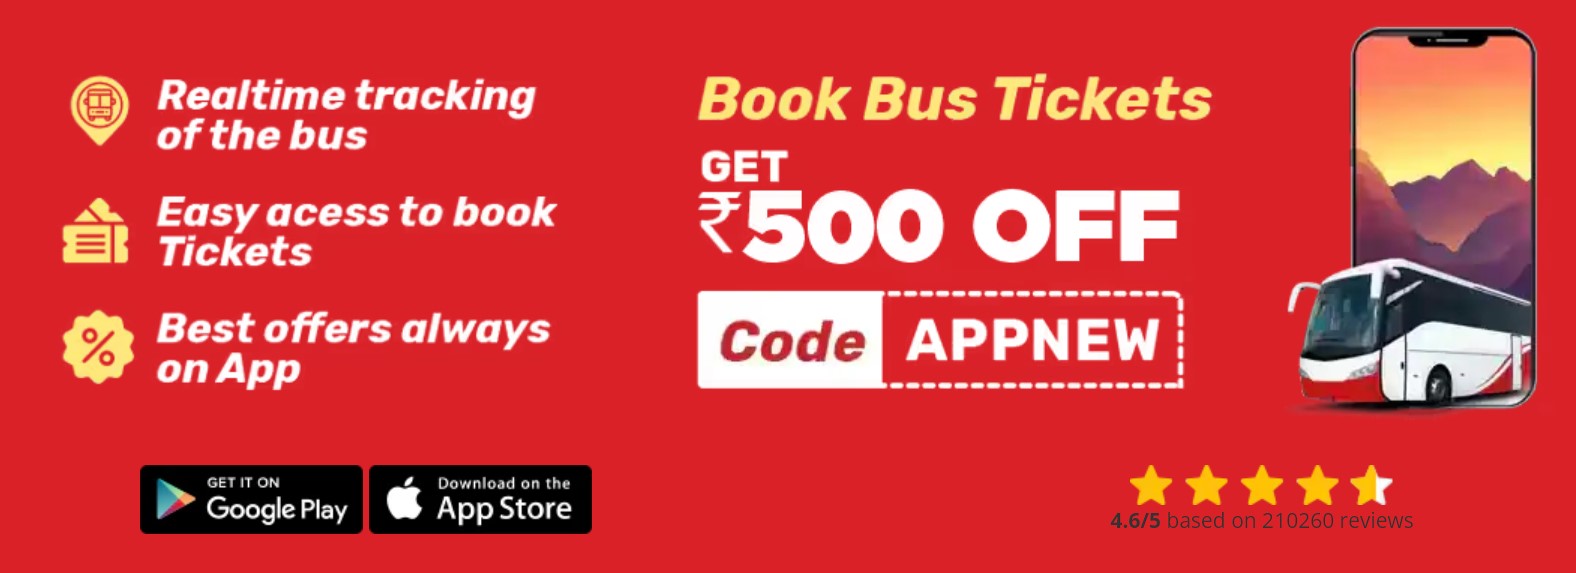 Realtime tracking
of the bus
Easy acess to book
Tickets
Best offers always
on App
Book Bus Tickets
GET
₹500 OFF
Code APPNEW
GET IT ON
Google Play
Download on the
App Store
4.6/5 based on 210260 reviews